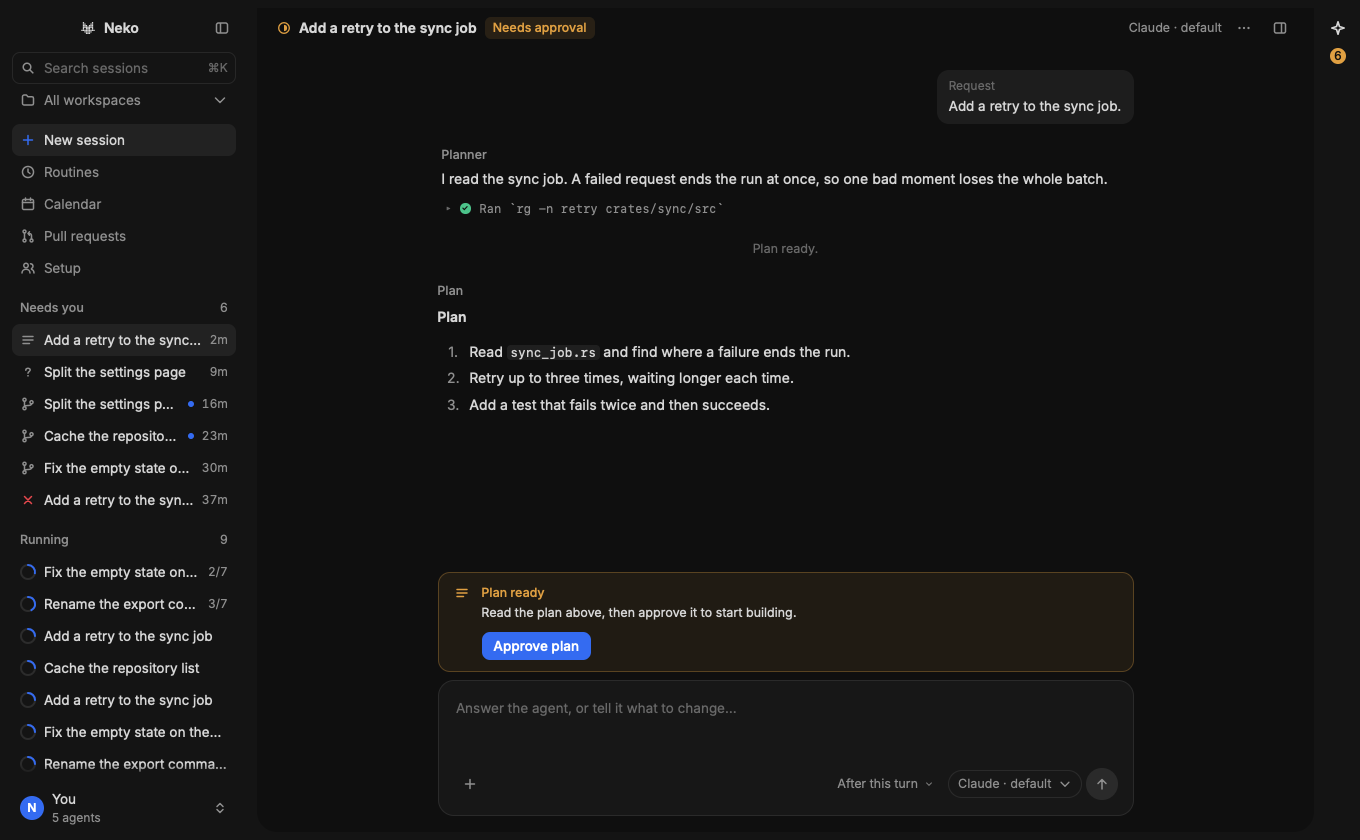 Neko
Search sessions ⌘K
All workspaces
New session
Routines
Calendar
Pull requests
Setup
Needs you 6
Add a retry to the sync... 2m
? Split the settings page 9m
Split the settings p... 16m
Cache the reposito... 23m
Fix the empty state o... 30m
Add a retry to the syn... 37m
Running 9
Fix the empty state on... 2/7
Rename the export co... 3/7
Add a retry to the sync job
Cache the repository list
Add a retry to the sync job
Fix the empty state on the...
Rename the export comma...
N
You
5 agents
Add a retry to the sync job Needs approval
Claude · default ···
6
Request
Add a retry to the sync job.
Planner
I read the sync job. A failed request ends the run at once, so one bad moment loses the whole batch.
Ran `rg -n retry crates/sync/src`
Plan ready.
Plan
Plan
1. Read sync_job.rs and find where a failure ends the run.
2. Retry up to three times, waiting longer each time.
3. Add a test that fails twice and then succeeds.
Plan ready
Read the plan above, then approve it to start building.
Approve plan
Answer the agent, or tell it what to change...
After this turn
Claude · default